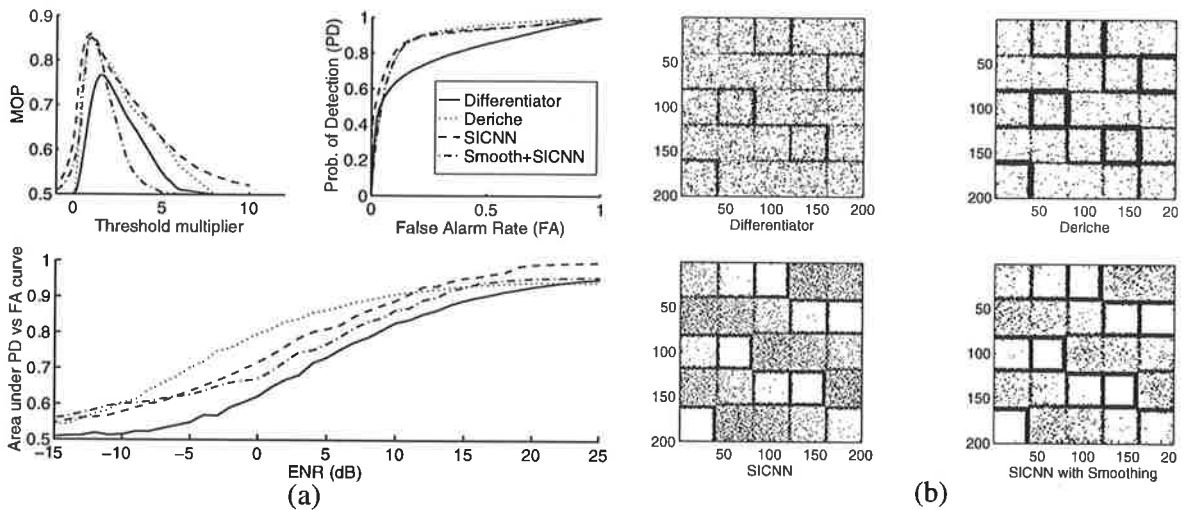 0.9
0.8
0.7
0.6
0.5
MOP
0 5 10
Threshold multiplier
1
0.8
0.6
0.4
0.2
0
Prob. of Detection (PD)
0 0.5 1
False Alarm Rate (FA)
Differentiator
Deriche
SICNN
Smooth+SICNN
1
0.9
0.8
0.7
0.6
0.5
Area under PD vs FA curve
−15 −10 −5 0 5 10 15 20 25
ENR (dB)
(a)
50
100
150
200
50 100 150 200
Differentiator
50
100
150
200
50 100 150 20
Deriche
50
100
150
200
50 100 150 200
SICNN
50
100
150
200
50 100 150 20
SICNN with Smoothing
(b)